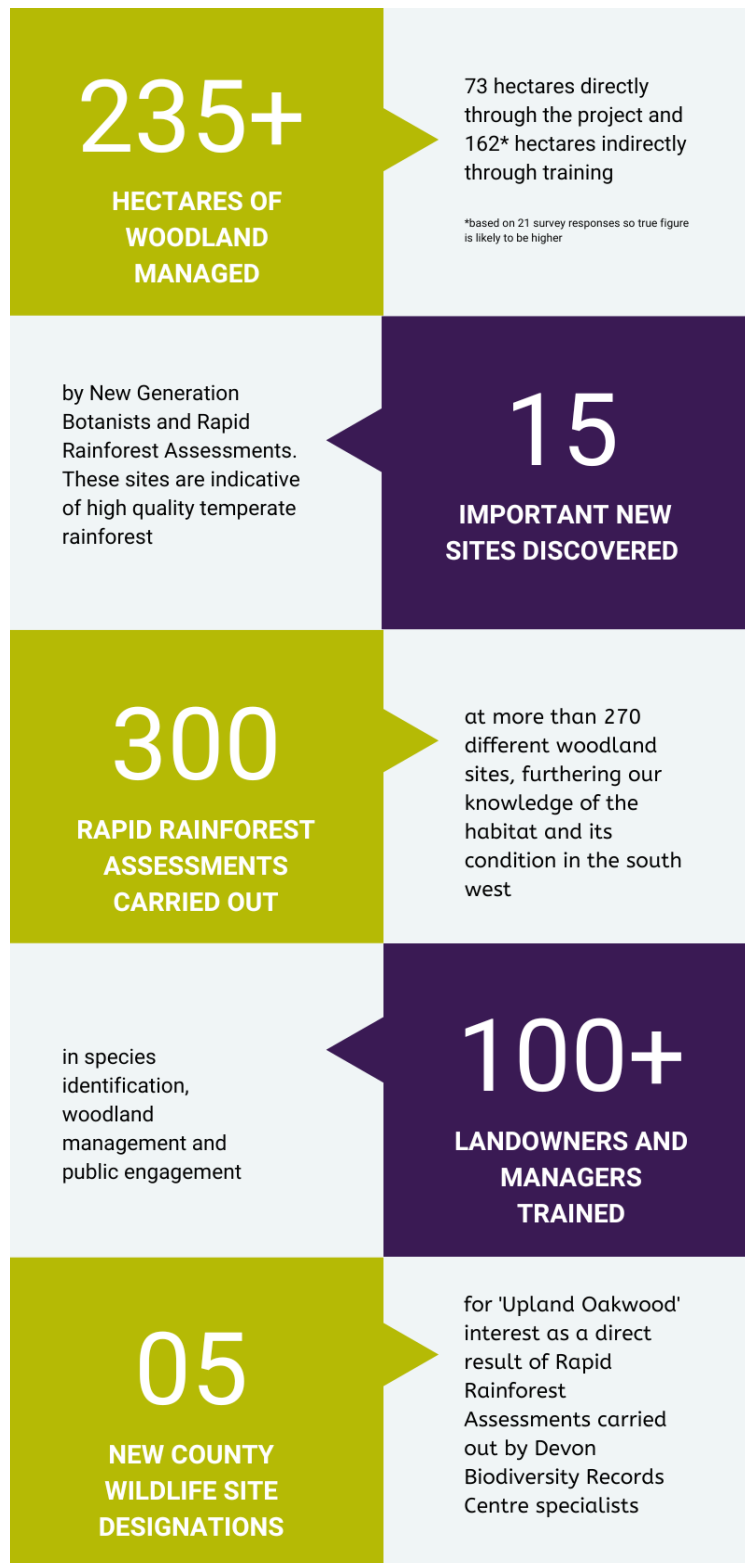 235+
HECTARES OF
WOODLAND
MANAGED
73 hectares directly
through the project and
162* hectares indirectly
through training
*based on 21 survey responses so true figure
is likely to be higher
by New Generation
Botanists and Rapid
Rainforest Assessments.
These sites are indicative
of high quality temperate
rainforest
15
IMPORTANT NEW
SITES DISCOVERED
300
RAPID RAINFOREST
ASSESSMENTS
CARRIED OUT
at more than 270
different woodland
sites, furthering our
knowledge of the
habitat and its
condition in the south
west
in species
identification,
woodland
management and
public engagement
100+
LANDOWNERS AND
MANAGERS
TRAINED
05
NEW COUNTY
WILDLIFE SITE
DESIGNATIONS
for 'Upland Oakwood'
interest as a direct
result of Rapid
Rainforest
Assessments carried
out by Devon
Biodiversity Records
Centre specialists